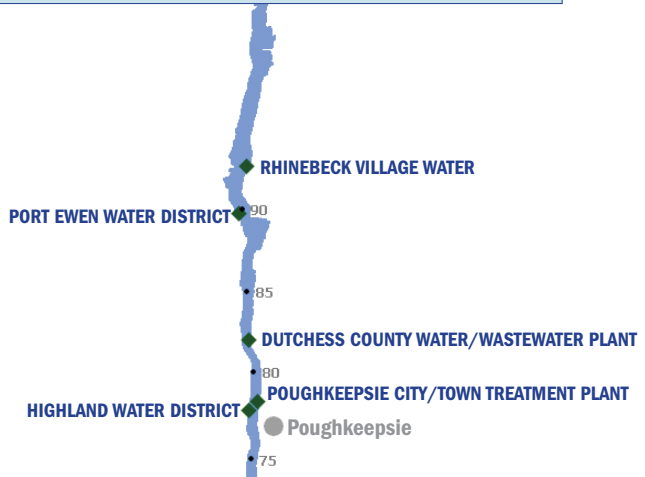 RHINEBECK VILLAGE WATER
90
PORT EWEN WATER DISTRICT
85
DUTCHESS COUNTY WATER/WASTEWATER PLANT
80
POUGHKEEPSIE CITY/TOWN TREATMENT PLANT
HIGHLAND WATER DISTRICT
Poughkeepsie
75